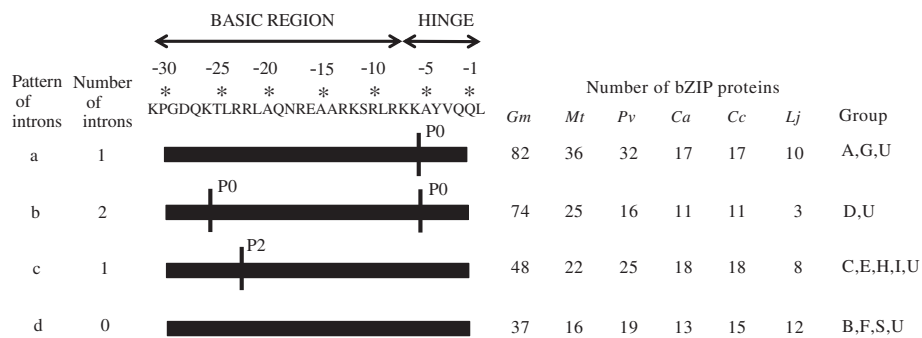 BASIC REGION HINGE
-30 -25 -20 -15 -10 -5 -1
Pattern of introns Number of introns
* * * * * * *
KPGDQKTLRRLAQNREAARKSRLRKKAYVQQL
Number of bZIP proteins
Gm Mt Pv Ca Cc Lj Group
P0
a 1 82 36 32 17 17 10 A,G,U
P0 P0
b 2 74 25 16 11 11 3 D,U
P2
c 1 48 22 25 18 18 8 C,E,H,I,U
d 0 37 16 19 13 15 12 B,F,S,U